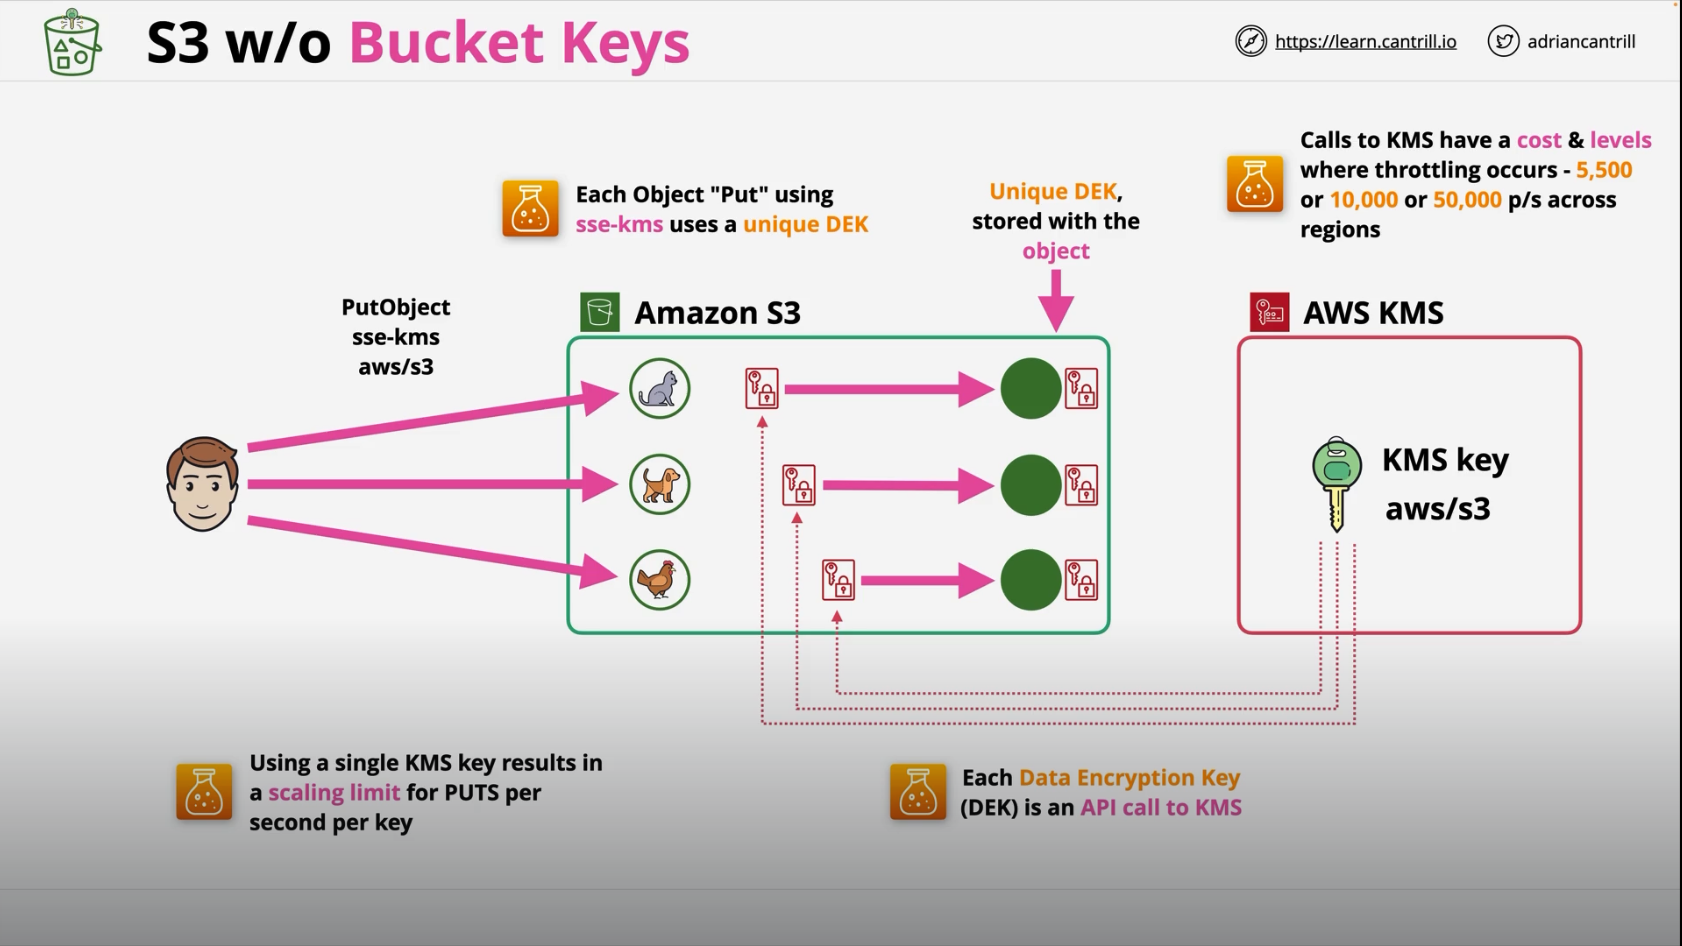 S3 w/o Bucket Keys
https://learn.cantrill.io
adriancantrill
Calls to KMS have a cost & levels
where throttling occurs - 5,500
or 10,000 or 50,000 p/s across
regions
Each Object "Put" using
sse-kms uses a unique DEK
Unique DEK,
stored with the
object
PutObject
sse-kms
aws/s3
Amazon S3
AWS KMS
KMS key
aws/s3
Using a single KMS key results in
a scaling limit for PUTS per
second per key
Each Data Encryption Key
(DEK) is an API call to KMS